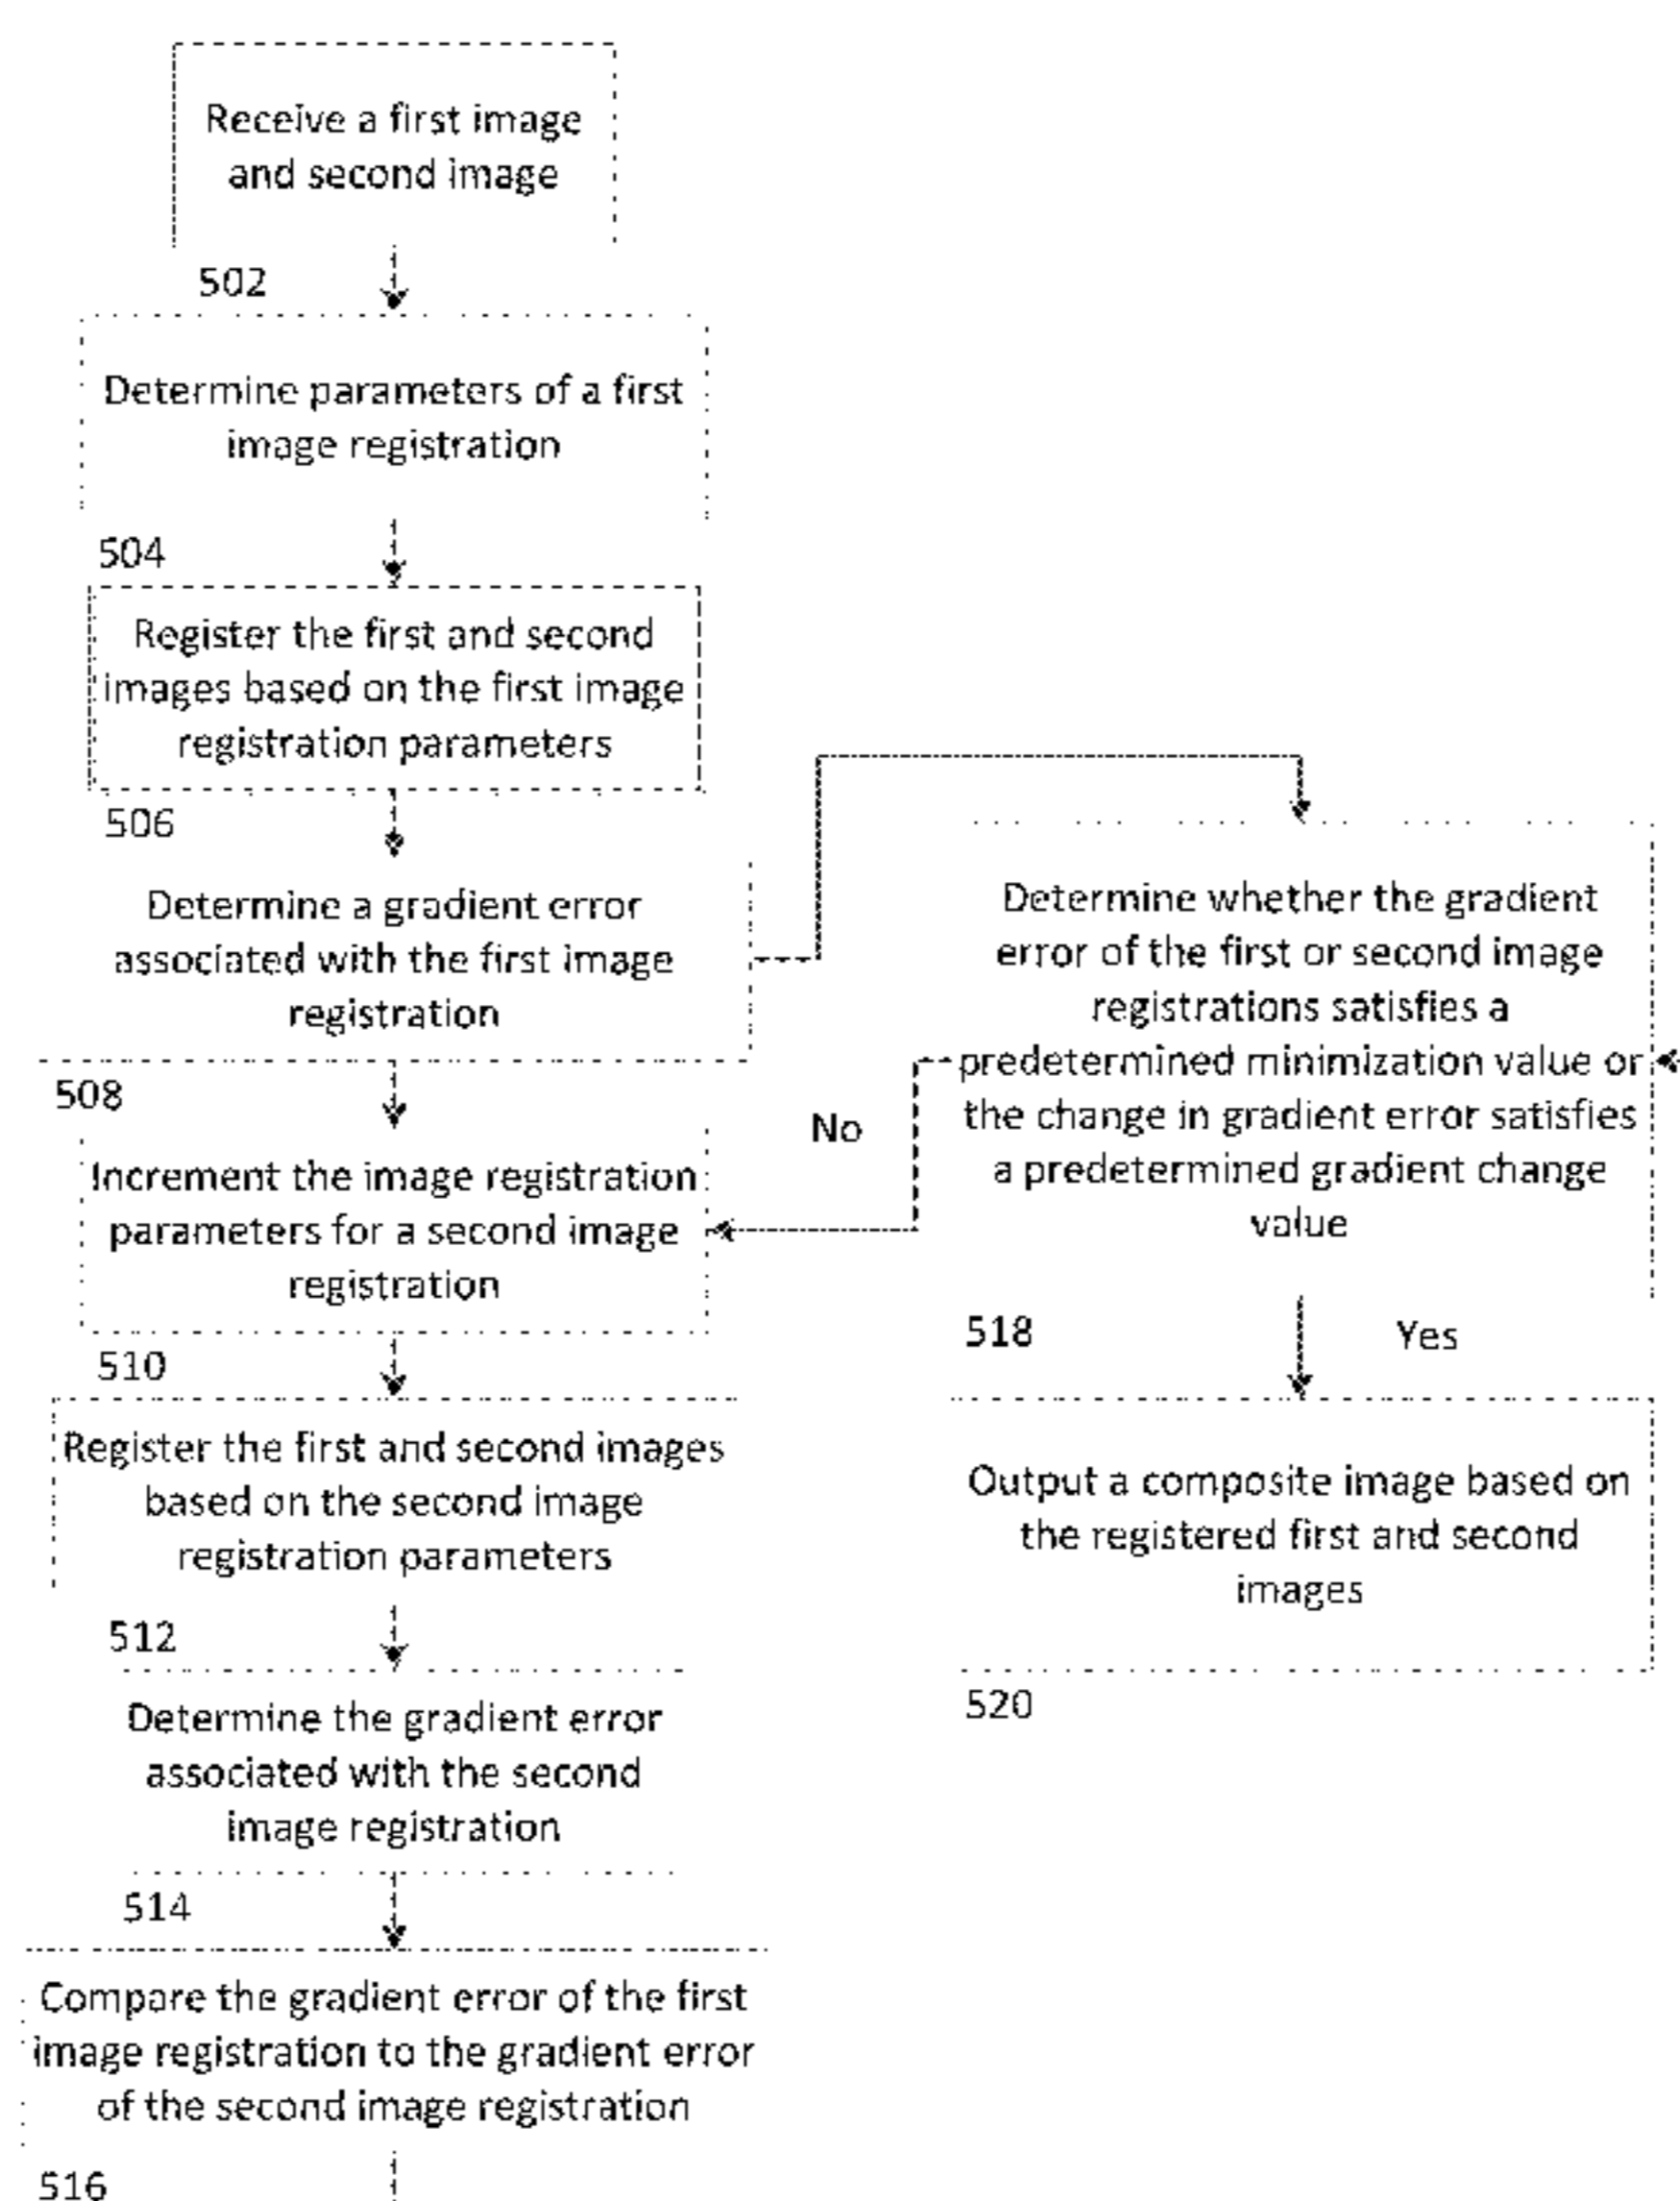 Receive a first image
and second image
502
Determine parameters of a first
image registration
504
Register the first and second
images based on the first image
registration parameters
506
Determine a gradient error
associated with the first image
registration
508
Increment the image registration
parameters for a second image
registration
510
Register the first and second images
based on the second image
registration parameters
512
Determine the gradient error
associated with the second
image registration
514
Compare the gradient error of the first
image registration to the gradient error
of the second image registration
516
Determine whether the gradient
error of the first or second image
registrations satisfies a
predetermined minimization value or
the change in gradient error satisfies
a predetermined gradient change
value
No
518
Yes
Output a composite image based on
the registered first and second
images
520